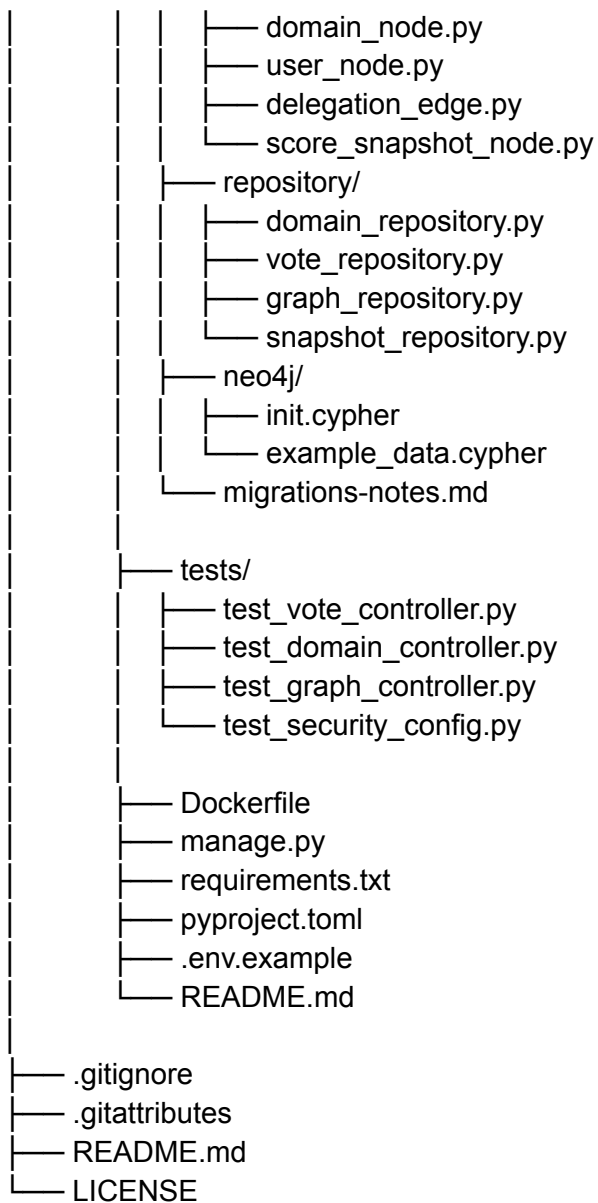 │ │ │ │ ├── domain_node.py
│ │ │ │ ├── user_node.py
│ │ │ │ ├── delegation_edge.py
│ │ │ │ └── score_snapshot_node.py
│ │ │ ├── repository/
│ │ │ │ ├── domain_repository.py
│ │ │ │ ├── vote_repository.py
│ │ │ │ ├── graph_repository.py
│ │ │ │ └── snapshot_repository.py
│ │ │ ├── neo4j/
│ │ │ │ ├── init.cypher
│ │ │ │ └── example_data.cypher
│ │ │ └── migrations-notes.md
│ │
│ ├── tests/
│ │ ├── test_vote_controller.py
│ │ ├── test_domain_controller.py
│ │ ├── test_graph_controller.py
│ │ └── test_security_config.py
│ │
│ ├── Dockerfile
│ ├── manage.py
│ ├── requirements.txt
│ ├── pyproject.toml
│ ├── .env.example
│ └── README.md
│
├── .gitignore
├── .gitattributes
├── README.md
└── LICENSE